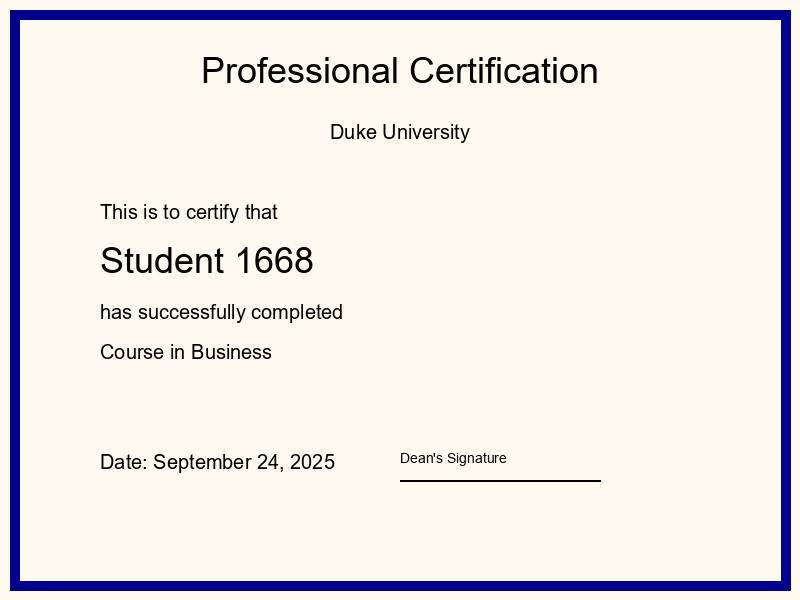 Professional Certification
Duke University
This is to certify that
Student 1668
has successfully completed
Course in Business
Date: September 24, 2025
Dean's Signature